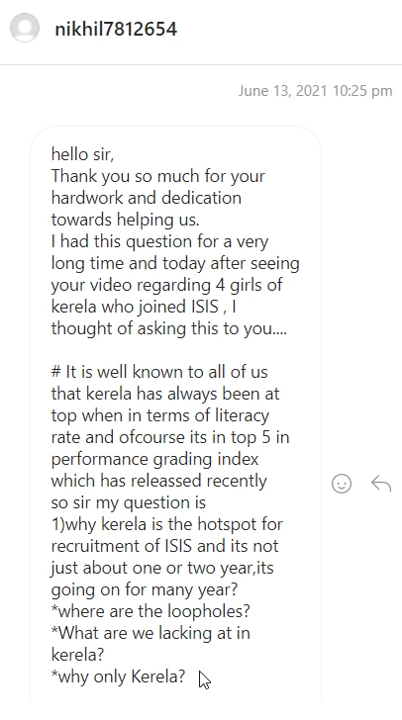 nikhil7812654
June 13, 2021 10:25 pm
hello sir,
Thank you so much for your
hardwork and dedication
towards helping us.
I had this question for a very
long time and today after seeing
your video regarding 4 girls of
kerela who joined ISIS , I
thought of asking this to you....
# It is well known to all of us
that kerela has always been at
top when in terms of literacy
rate and ofcourse its in top 5 in
performance grading index
which has releassed recently
so sir my question is
1)why kerela is the hotspot for
recruitment of ISIS and its not
just about one or two year,its
going on for many year?
*where are the loopholes?
*What are we lacking at in
kerela?
*why only Kerela?